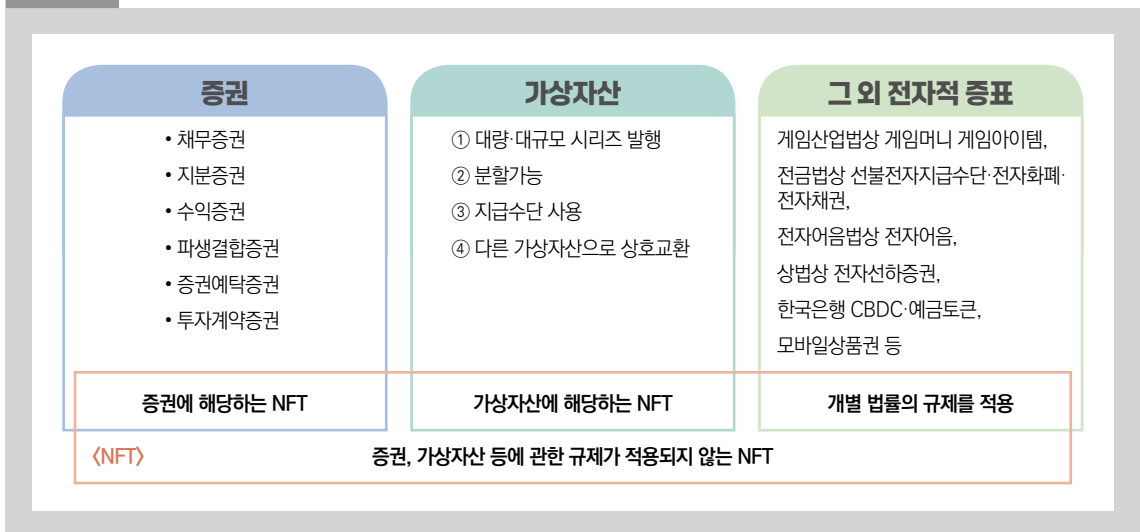 증권
• 채무증권
• 지분증권
• 수익증권
• 파생결합증권
• 증권예탁증권
• 투자계약증권
증권에 해당하는 NFT
가상자산
① 대량·대규모 시리즈 발행
② 분할가능
③ 지급수단 사용
④ 다른 가상자산으로 상호교환
가상자산에 해당하는 NFT
그 외 전자적 증표
게임산업법상 게임머니 게임아이템,
전금법상 선불전자지급수단·전자화폐·
전자채권,
전자어음법상 전자어음,
상법상 전자선하증권,
한국은행 CBDC·예금토큰,
모바일상품권 등
개별 법률의 규제를 적용
〈NFT〉
증권, 가상자산 등에 관한 규제가 적용되지 않는 NFT